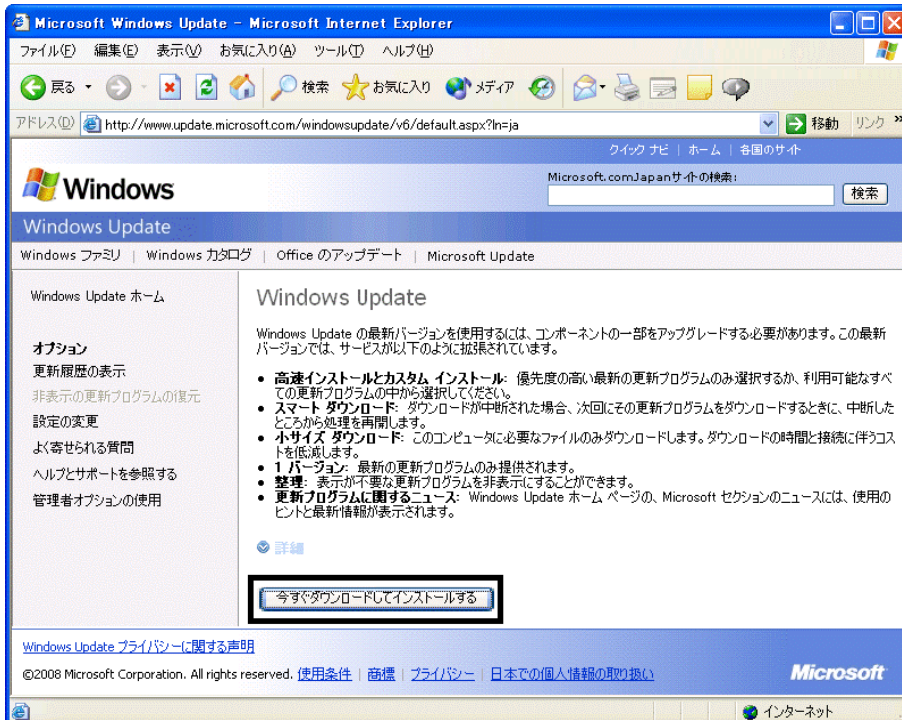 Microsoft Windows Update - Microsoft Internet Explorer
ファイル(F) 編集(E) 表示(V) お気に入り(A) ツール(T) ヘルプ(H)
戻る 検索 お気に入り メディア
アドレス(D) http://www.update.microsoft.com/windowsupdate/v6/default.aspx?ln=ja 移動 リンク »
クイック ナビ | ホーム | 各国のサイト
Windows
Microsoft.comJapanサイトの検索:
検索
Windows Update
Windows ファミリ | Windows カタログ | Office のアップデート | Microsoft Update
Windows Update ホーム
オプション
更新履歴の表示
非表示の更新プログラムの復元
設定の変更
よく寄せられる質問
ヘルプとサポートを参照する
管理者オプションの使用
Windows Update
Windows Update の最新バージョンを使用するには、コンポーネントの一部をアップグレードする必要があります。この最新
バージョンでは、サービスが以下のように拡張されています。
• 高速インストールとカスタム インストール: 優先度の高い最新の更新プログラムのみ選択するか、利用可能なすべ
ての更新プログラムの中から選択してください。
• スマート ダウンロード: ダウンロードが中断された場合、次回にその更新プログラムをダウンロードするときに、中断した
ところから処理を再開します。
• 小サイズ ダウンロード: このコンピュータに必要なファイルのみダウンロードします。ダウンロードの時間と接続に伴うコス
トを低減します。
• 1 バージョン: 最新の更新プログラムのみ提供されます。
• 整理: 表示が不要な更新プログラムを非表示にすることができます。
• 更新プログラムに関するニュース: Windows Update ホーム ページの、Microsoft セクションのニュースには、使用の
ヒントと最新情報が表示されます。
詳細
今すぐダウンロードしてインストールする
Windows Update プライバシーに関する声明
©2008 Microsoft Corporation. All rights reserved. 使用条件 | 商標 | プライバシー | 日本での個人情報の取り扱い
Microsoft
インターネット